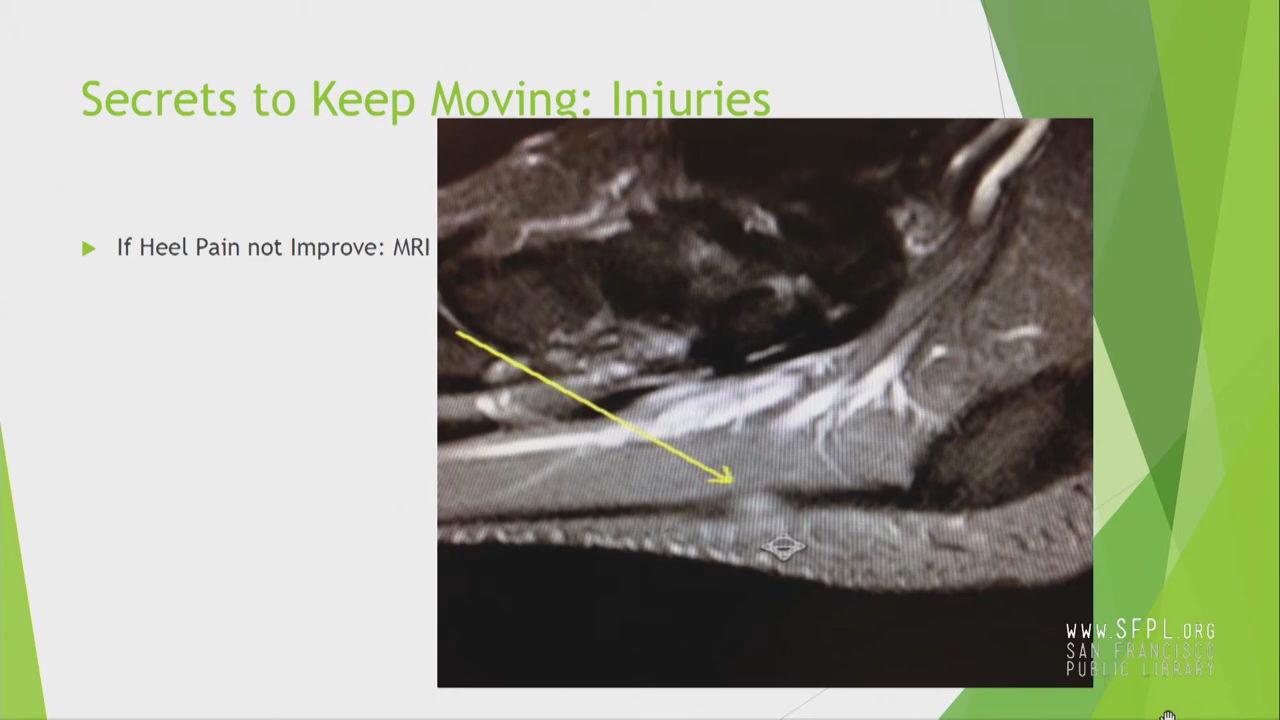 Secrets to Keep Moving: Injuries
If Heel Pain not Improve: MRI
WWW.SFPL.ORG
SAN FRANCISCO
PUBLIC LIBRARY